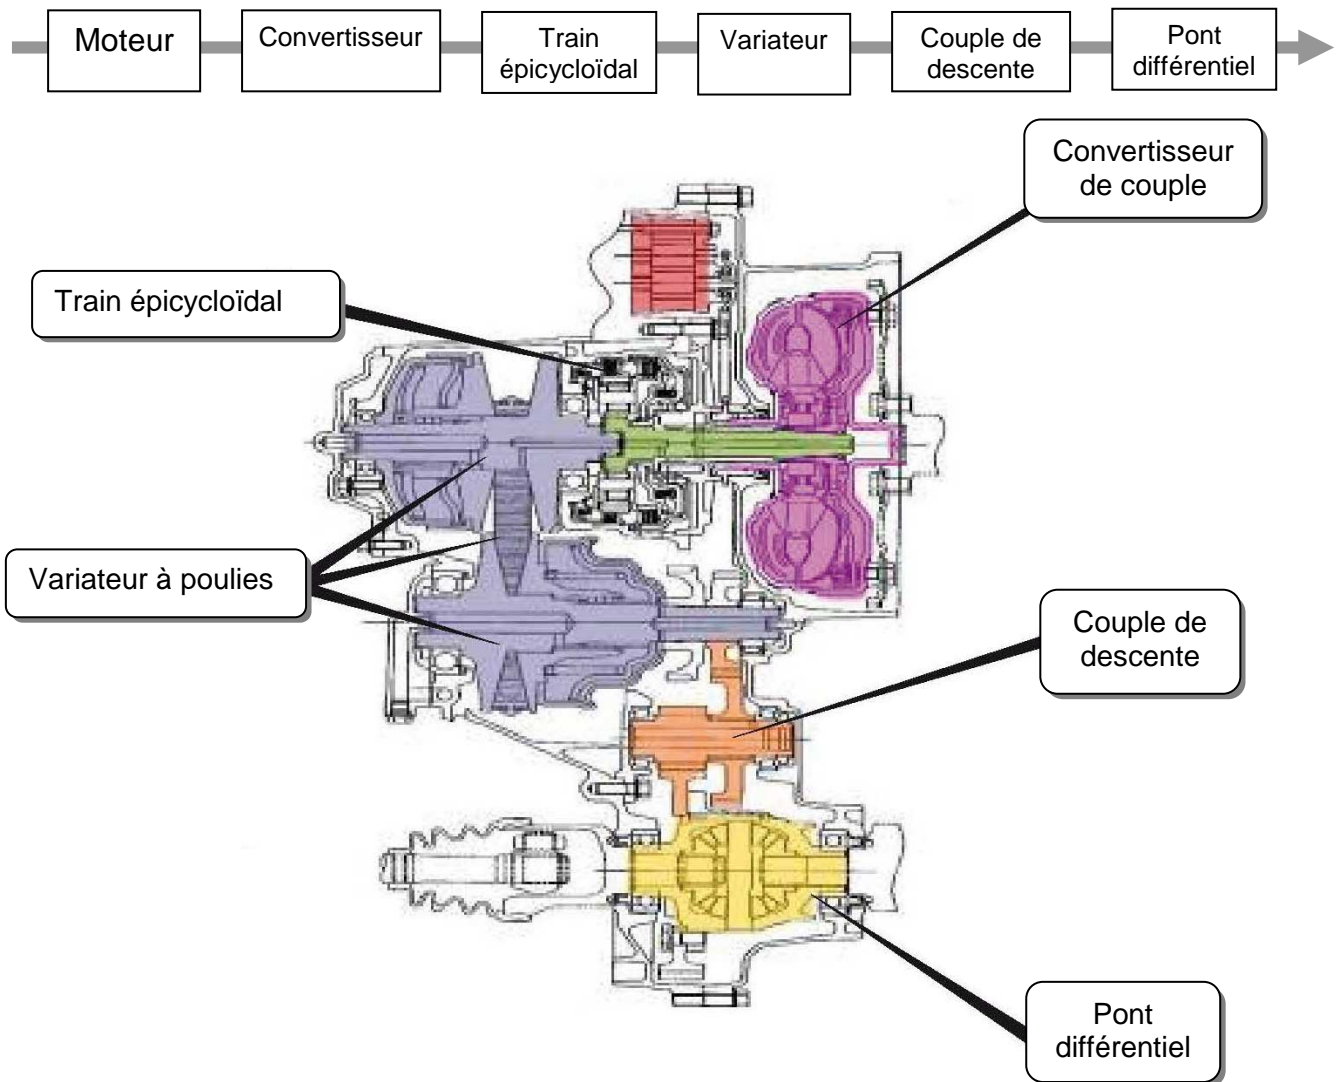 Moteur
Convertisseur
Train
épicycloïdal
Variateur
Couple de
descente
Pont
différentiel
Convertisseur
de couple
Train épicycloïdal
Variateur à poulies
Couple de
descente
Pont
différentiel